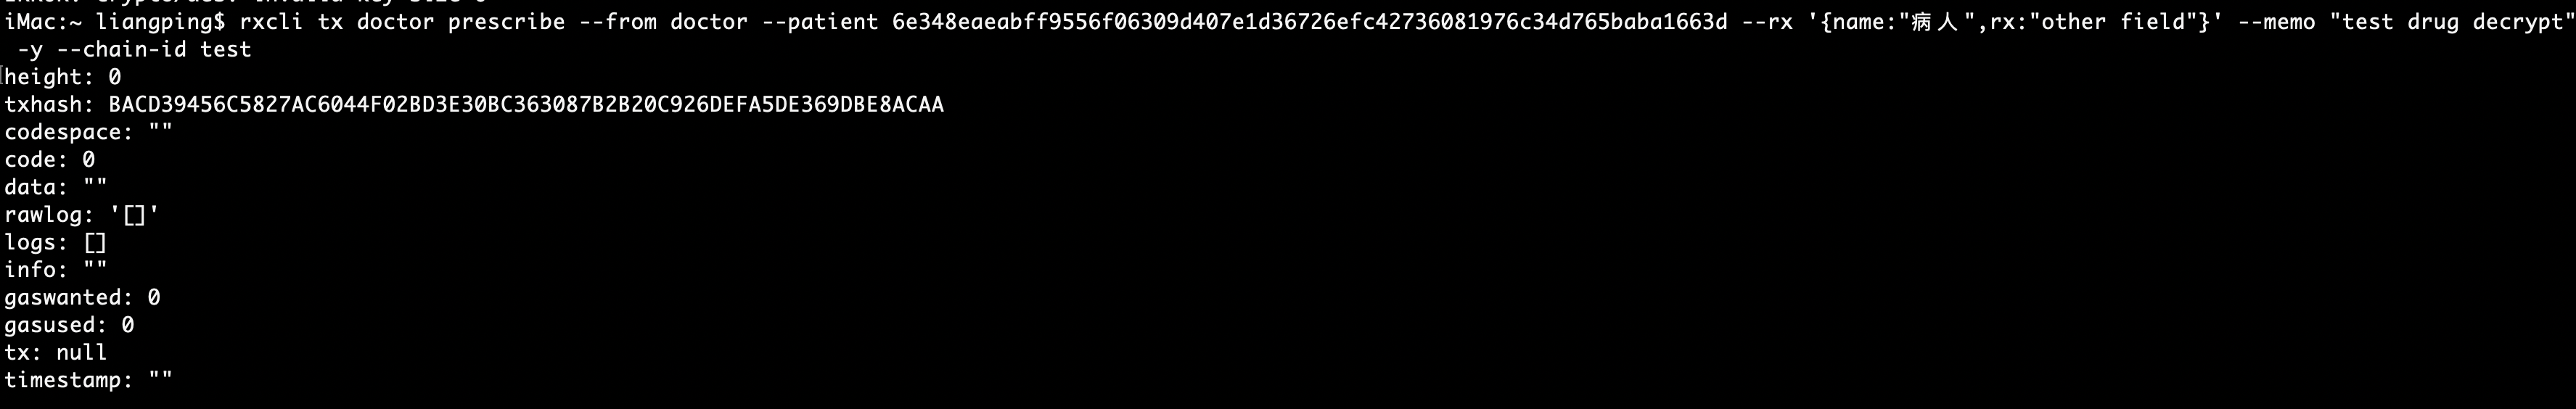 iMac:~ liangping$ rxcli tx doctor prescribe --from doctor --patient 6e348eaeabff9556f06309d407e1d36726efc42736081976c34d765baba1663d --rx '{name:"病人",rx:"other field"}' --memo "test drug decrypt"
-y --chain-id test
height: 0
txhash: BACD39456C5827AC6044F02BD3E30BC363087B2B20C926DEFA5DE369DBE8ACAA
codespace: ""
code: 0
data: ""
rawlog: '[]'
logs: []
info: ""
gaswanted: 0
gasused: 0
tx: null
timestamp: ""